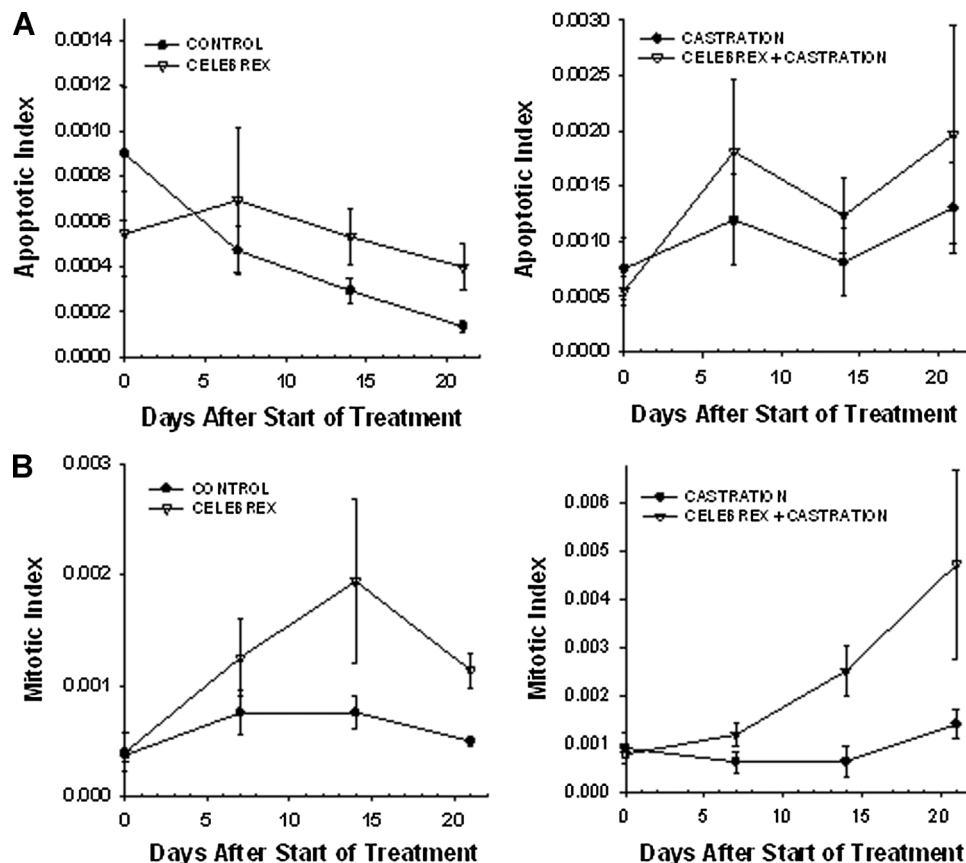 A
CONTROL
CELEBREX
Apoptotic Index
0.0014
0.0012
0.0010
0.0008
0.0006
0.0004
0.0002
0.0000
0 5 10 15 20
Days After Start of Treatment
CASTRATION
CELEBREX + CASTRATION
Apoptotic Index
0.0030
0.0025
0.0020
0.0015
0.0010
0.0005
0.0000
0 5 10 15 20
Days After Start of Treatment
B
CONTROL
CELEBREX
Mitotic Index
0.003
0.002
0.001
0.000
0 5 10 15 20
Days After Start of Treatment
CASTRATION
CELEBREX + CASTRATION
Mitotic Index
0.006
0.005
0.004
0.003
0.002
0.001
0.000
0 5 10 15 20
Days After Start of Treatment